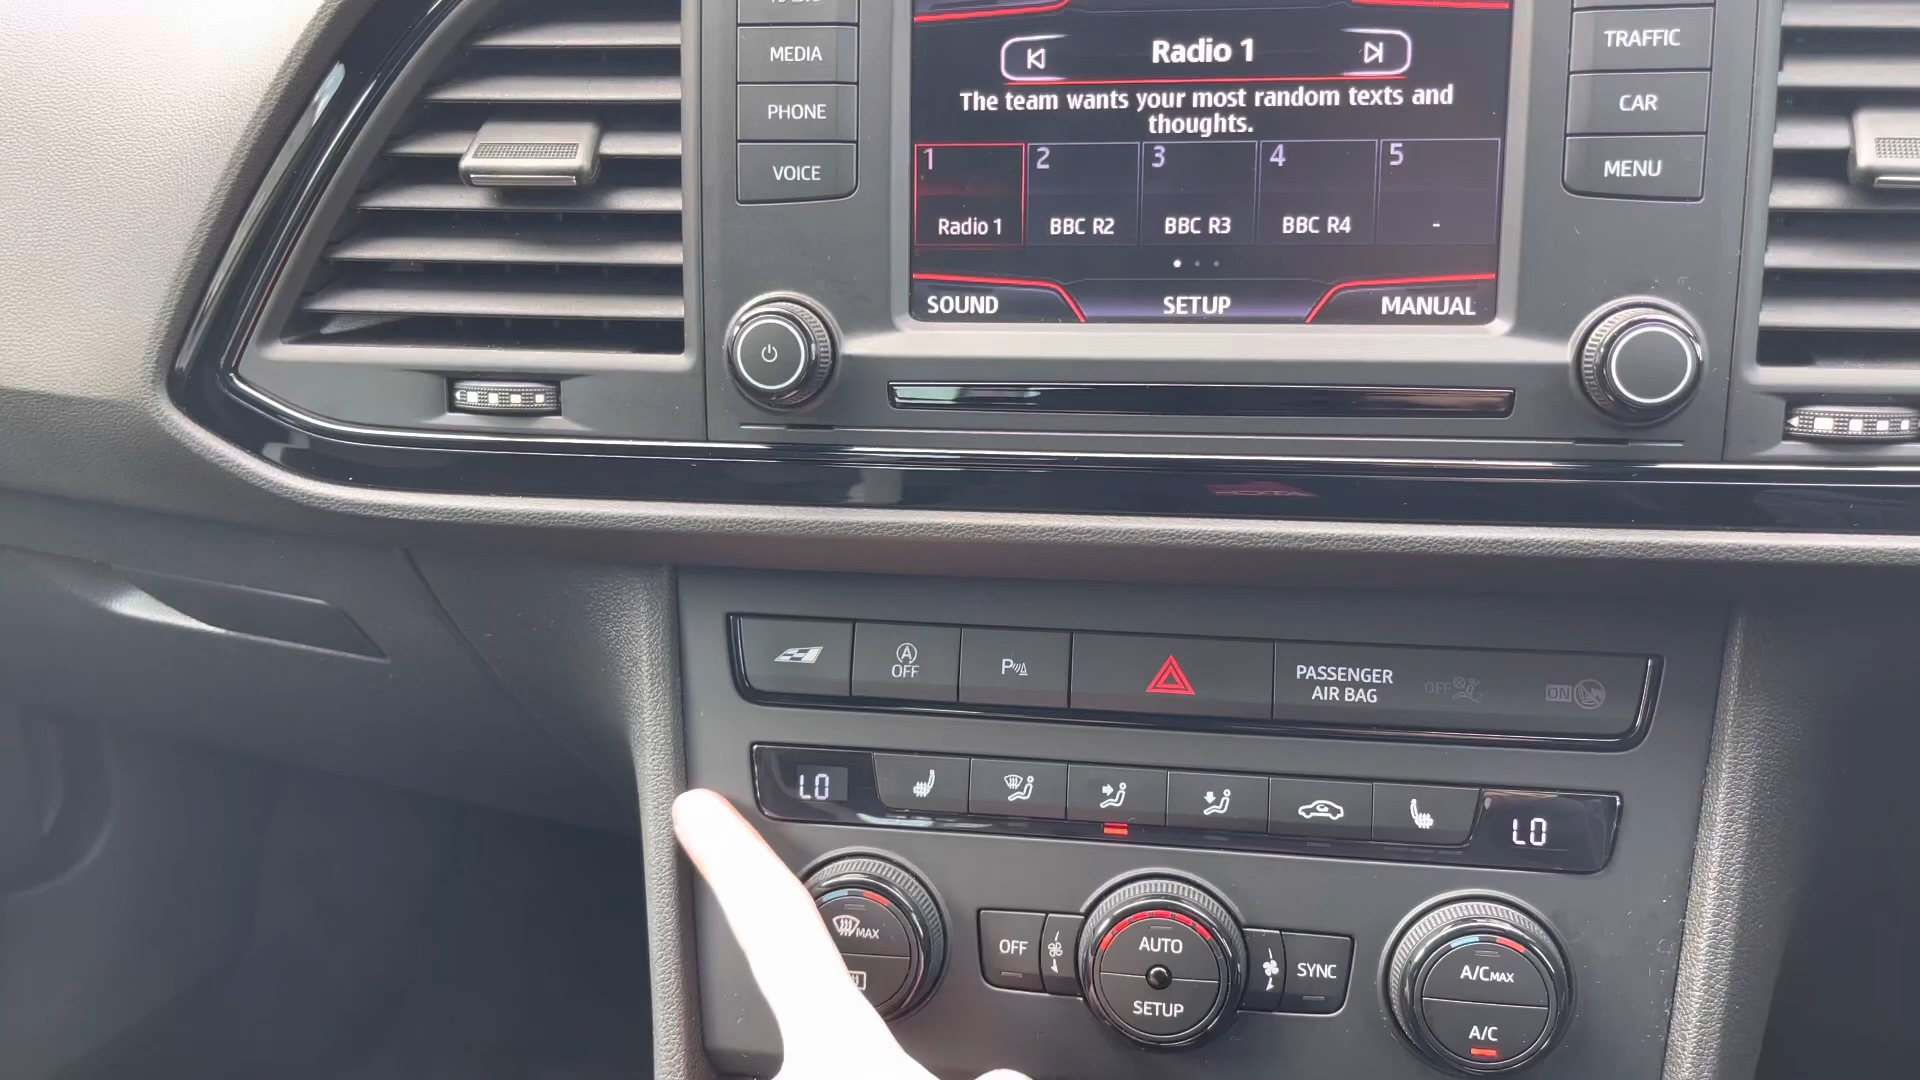 MEDIA
PHONE
VOICE
Radio 1
The team wants your most random texts and
thoughts.
1 2 3 4 5
Radio 1 BBC R2 BBC R3 BBC R4 -
SOUND SETUP MANUAL
TRAFFIC
CAR
MENU
A
OFF
P
PASSENGER
AIR BAG
OFF
ON
LO
LO
MAX
OFF
AUTO
SETUP
SYNC
A/C MAX
A/C